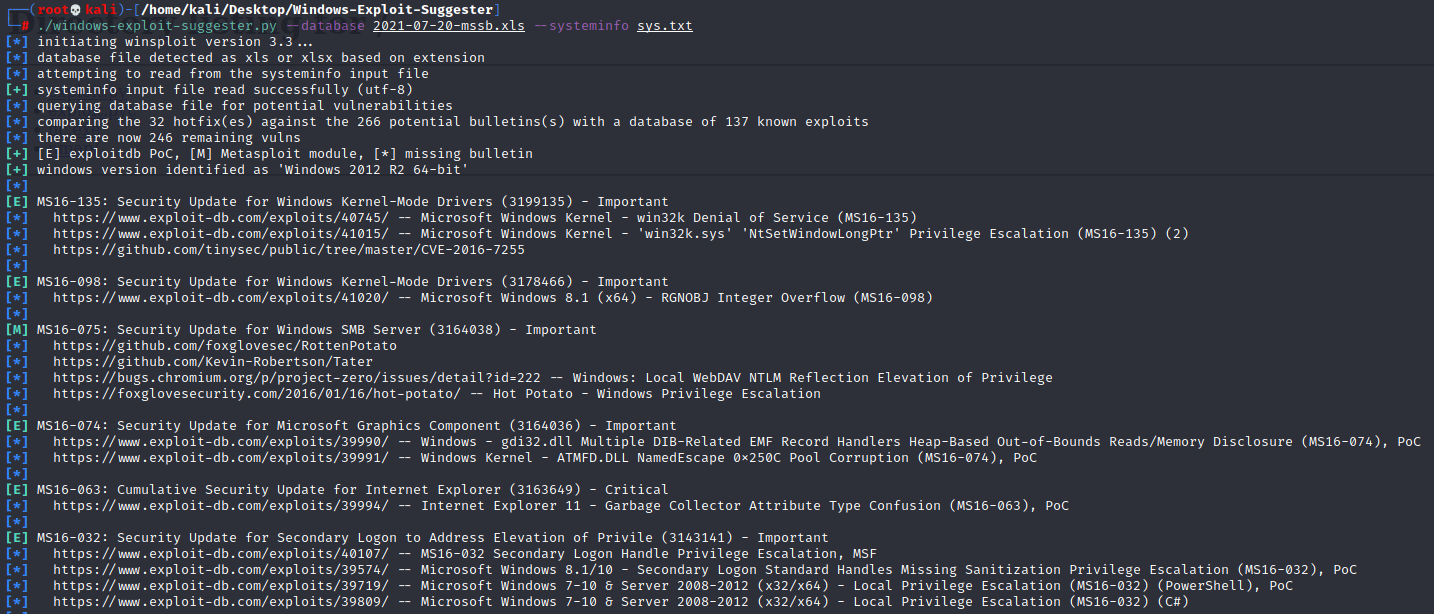 (root💀kali)-[/home/kali/Desktop/Windows-Exploit-Suggester]
# ./windows-exploit-suggester.py --database 2021-07-20-mssb.xls --systeminfo sys.txt
[*] initiating winsploit version 3.3...
[*] database file detected as xls or xlsx based on extension
[*] attempting to read from the systeminfo input file
[+] systeminfo input file read successfully (utf-8)
[*] querying database file for potential vulnerabilities
[*] comparing the 32 hotfix(es) against the 266 potential bulletins(s) with a database of 137 known exploits
[*] there are now 246 remaining vulns
[+] [E] exploitdb PoC, [M] Metasploit module, [*] missing bulletin
[+] windows version identified as 'Windows 2012 R2 64-bit'
[*]
[E] MS16-135: Security Update for Windows Kernel-Mode Drivers (3199135) - Important
[*] https://www.exploit-db.com/exploits/40745/ -- Microsoft Windows Kernel - win32k Denial of Service (MS16-135)
[*] https://www.exploit-db.com/exploits/41015/ -- Microsoft Windows Kernel - 'win32k.sys' 'NtSetWindowLongPtr' Privilege Escalation (MS16-135) (2)
[*] https://github.com/tinysec/public/tree/master/CVE-2016-7255
[*]
[E] MS16-098: Security Update for Windows Kernel-Mode Drivers (3178466) - Important
[*] https://www.exploit-db.com/exploits/41020/ -- Microsoft Windows 8.1 (x64) - RGNOBJ Integer Overflow (MS16-098)
[*]
[M] MS16-075: Security Update for Windows SMB Server (3164038) - Important
[*] https://github.com/foxglovesec/RottenPotato
[*] https://github.com/Kevin-Robertson/Tater
[*] https://bugs.chromium.org/p/project-zero/issues/detail?id=222 -- Windows: Local WebDAV NTLM Reflection Elevation of Privilege
[*] https://foxglovesecurity.com/2016/01/16/hot-potato/ -- Hot Potato - Windows Privilege Escalation
[*]
[E] MS16-074: Security Update for Microsoft Graphics Component (3164036) - Important
[*] https://www.exploit-db.com/exploits/39990/ -- Windows - gdi32.dll Multiple DIB-Related EMF Record Handlers Heap-Based Out-of-Bounds Reads/Memory Disclosure (MS16-074), PoC
[*] https://www.exploit-db.com/exploits/39991/ -- Windows Kernel - ATMFD.DLL NamedEscape 0×250C Pool Corruption (MS16-074), PoC
[*]
[E] MS16-063: Cumulative Security Update for Internet Explorer (3163649) - Critical
[*] https://www.exploit-db.com/exploits/39994/ -- Internet Explorer 11 - Garbage Collector Attribute Type Confusion (MS16-063), PoC
[*]
[E] MS16-032: Security Update for Secondary Logon to Address Elevation of Privile (3143141) - Important
[*] https://www.exploit-db.com/exploits/40107/ -- MS16-032 Secondary Logon Handle Privilege Escalation, MSF
[*] https://www.exploit-db.com/exploits/39574/ -- Microsoft Windows 8.1/10 - Secondary Logon Standard Handles Missing Sanitization Privilege Escalation (MS16-032), PoC
[*] https://www.exploit-db.com/exploits/39719/ -- Microsoft Windows 7-10 & Server 2008-2012 (x32/x64) - Local Privilege Escalation (MS16-032) (PowerShell), PoC
[*] https://www.exploit-db.com/exploits/39809/ -- Microsoft Windows 7-10 & Server 2008-2012 (x32/x64) - Local Privilege Escalation (MS16-032) (C#)